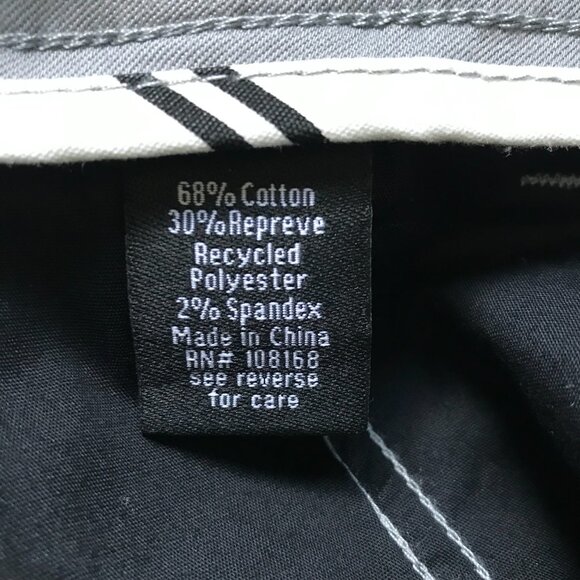 68% Cotton
30% Repreve
Recycled
Polyester
2% Spandex
Made in China
RN# 108168
see reverse
for care